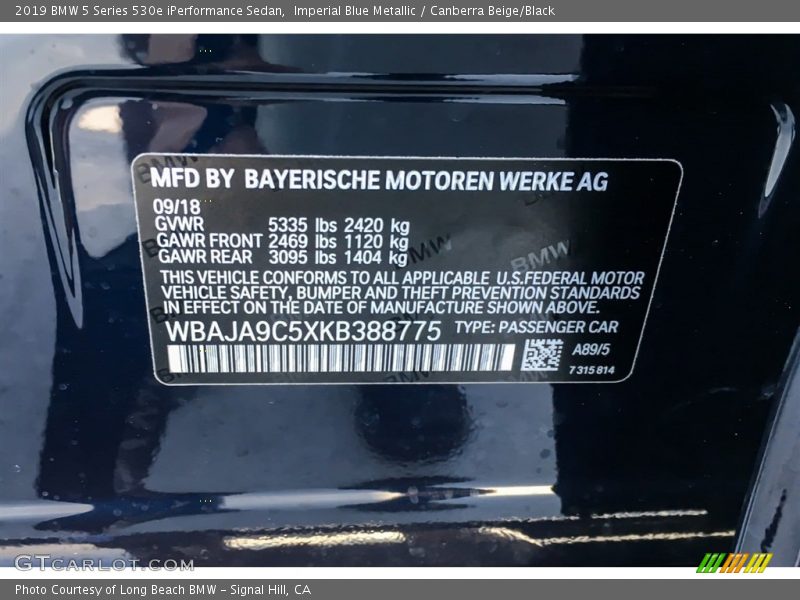 2019 BMW 5 Series 530e iPerformance Sedan,  Imperial Blue Metallic / Canberra Beige/Black
MFD BY BAYERISCHE MOTOREN WERKE AG
09/18
GVWR 5335 lbs 2420 kg
GAWR FRONT 2469 lbs 1120 kg
GAWR REAR 3095 lbs 1404 kg
THIS VEHICLE CONFORMS TO ALL APPLICABLE U.S.FEDERAL MOTOR
VEHICLE SAFETY, BUMPER AND THEFT PREVENTION STANDARDS
IN EFFECT ON THE DATE OF MANUFACTURE SHOWN ABOVE.
WBAJA9C5XKB388775 TYPE: PASSENGER CAR
A89/5
7 315 814
GTCARLOT.COM
Photo Courtesy of Long Beach BMW – Signal Hill, CA